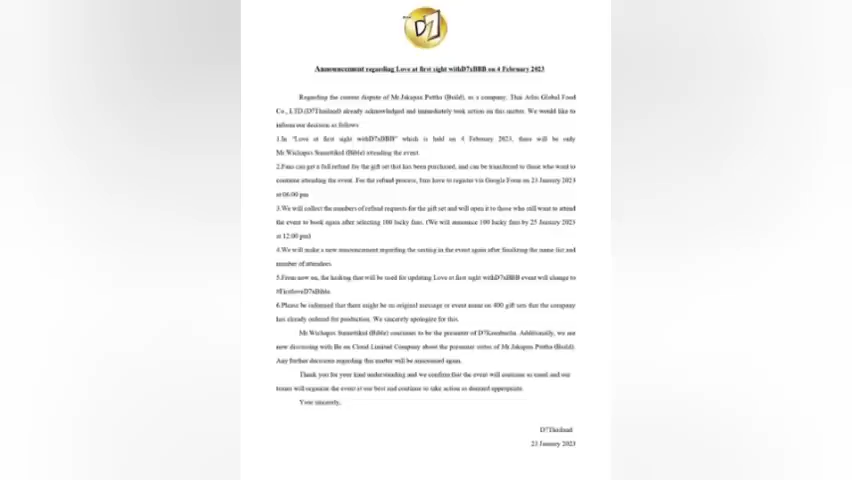 D7
Announcement regarding Love at first sight withD7xBBB on 4 February 2023
Regarding the current dispute of Mr.Jakapan Puttha (Build), as a company, Thai Ados Global Food
Co., LTD.(D7Thailand) already acknowledged and immediately took action on this matter. We would like to
inform our decision as follows
1.In "Love at first sight withD7xBBB" which is held on 4 February 2023, there will be only
Mr.Wichapas Sumettikul (Bible) attending the event.
2.Fans can get a full refund for the gift set that has been purchased, and can be transferred to those who want to
continue attending the event. For the refund process, fans have to register via Google Form on 23 January 2023
at 06:00 pm
3.We will collect the numbers of refund requests for the gift set and will open it to those who still want to attend
the event to book again after selecting 100 lucky fans. (We will announce 100 lucky fans by 25 January 2023
at 12:00 pm)
4.We will make a new announcement regarding the seating in the event again after finalizing the name list and
number of attendees.
5.From now on, the hashtag that will be used for updating Love at first sight withD7xBBB event will change to
#FirstloveD7xBible
6.Please be informed that there might be an original message or event name on 400 gift sets that the company
has already ordered for production. We sincerely apologize for this.
Mr.Wichapas Sumettikul (Bible) continues to be the presenter of D7 Additionally, we are
now discussing with Be on Cloud Limited Company about the presenter status of Mr.Jakapan Puttha (Build).
Any further decisions regarding this matter will be announced again.
Thank you for your kind understanding and we confirm that the event will continue as usual and our
teams will organize the event at our best and continue to take action as deemed appropriate.
Your sincerely,
D7Thailand
23 January 2023